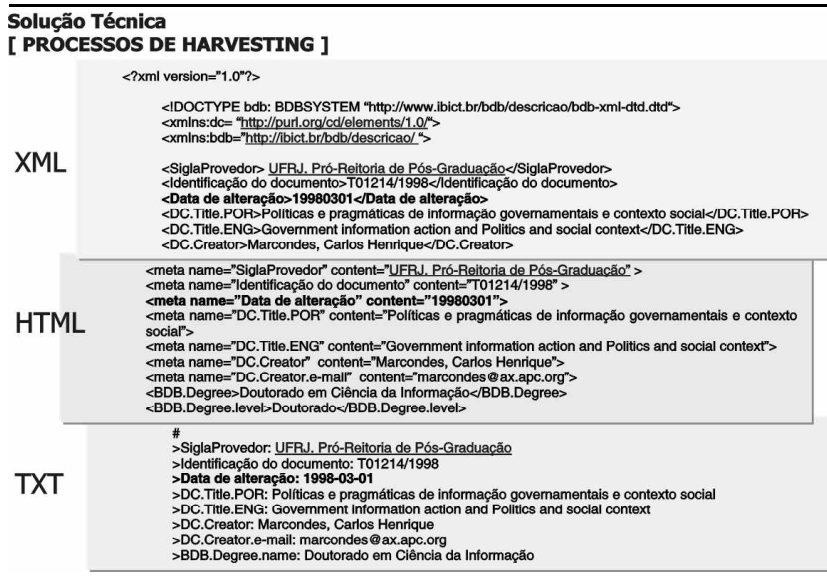 Solução Técnica
[ PROCESSOS DE HARVESTING ]
<?xml version="1.0"?>
<!DOCTYPE bdb: BDBSYSTEM "http://www.ibict.br/bdb/descricao/bdb-xml-dtd.dtd">
<xmlns:dc= "http://purl.org/cd/elements/1.0/">
<xmlns:bdb="http://ibict.br/bdb/descricao/ ">
XML
<SiglaProvedor> UFRJ. Pró-Reitoria de Pós-Graduação</SiglaProvedor>
<Identificação do documento>T01214/1998</Identificação do documento>
<Data de alteração>19980301</Data de alteração>
<DC.Title.POR>Políticas e pragmáticas de informação governamentais e contexto social</DC.Title.POR>
<DC.Title.ENG>Government information action and Politics and social context</DC.Title.ENG>
<DC.Creator>Marcondes, Carlos Henrique</DC.Creator>
HTML
<meta name="SiglaProvedor" content="UFRJ. Pró-Reitoria de Pós-Graduação" >
<meta name="Identificação do documento" content="T01214/1998" >
<meta name="Data de alteração" content="19980301">
<meta name="DC.Title.POR" content="Políticas e pragmáticas de informação governamentais e contexto
social">
<meta name="DC.Title.ENG" content="Government information action and Politics and social context">
<meta name="DC.Creator" content="Marcondes, Carlos Henrique">
<meta name="DC.Creator.e-mail" content="marcondes@ax.apc.org">
<BDB.Degree>Doutorado em Ciência da Informação</BDB.Degree>
<BDB.Degree.level>Doutorado</BDB.Degree.level>
TXT
#
>SiglaProvedor: UFRJ. Pró-Reitoria de Pós-Graduação
>Identificação do documento: T01214/1998
>Data de alteração: 1998-03-01
>DC.Title.POR: Políticas e pragmáticas de informação governamentais e contexto social
>DC.Title.ENG: Government information action and Politics and social context
>DC.Creator: Marcondes, Carlos Henrique
>DC.Creator.e-mail: marcondes@ax.apc.org
>BDB.Degree.name: Doutorado em Ciência da Informação